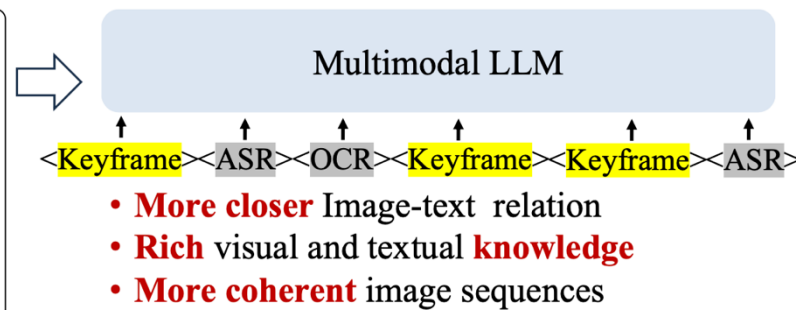 Multimodal LLM
<Keyframe><ASR><OCR><Keyframe><Keyframe><ASR>
• More closer Image-text relation
• Rich visual and textual knowledge
• More coherent image sequences